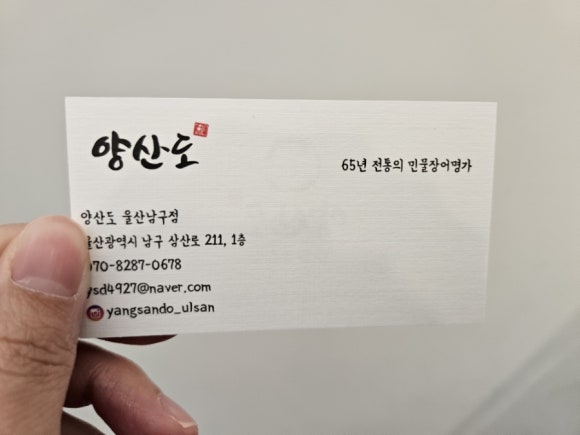 양산도
65년 전통의 민물장어명가
양산도 울산남구점
울산광역시 남구 삼산로 211, 1층
070-8287-0678
ysd4927@naver.com
yangsando_ulsan